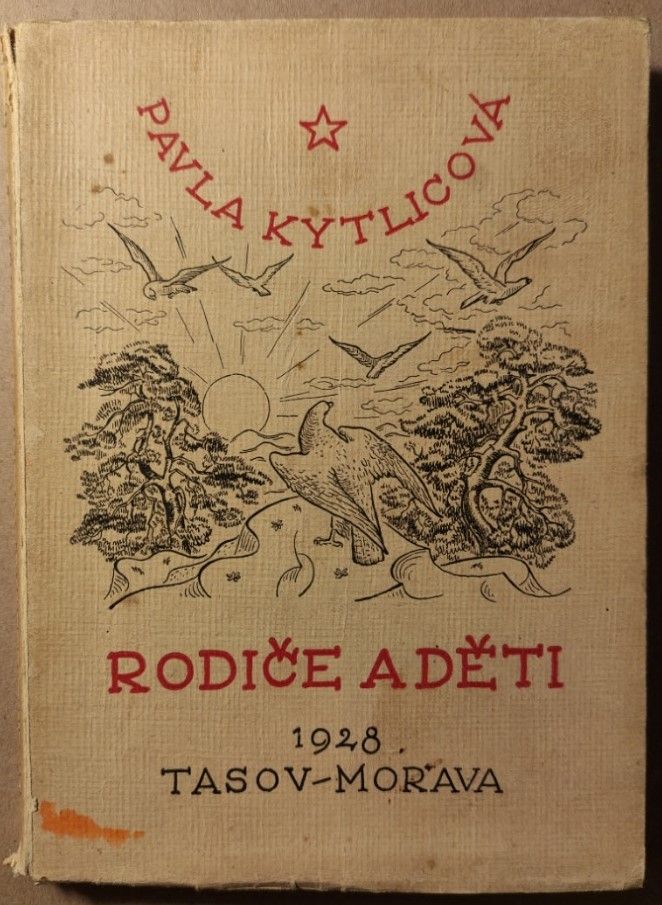 PAVLA KYTLICOVÁ
RODIČE A DĚTI
1928.
TASOV-MORAVA